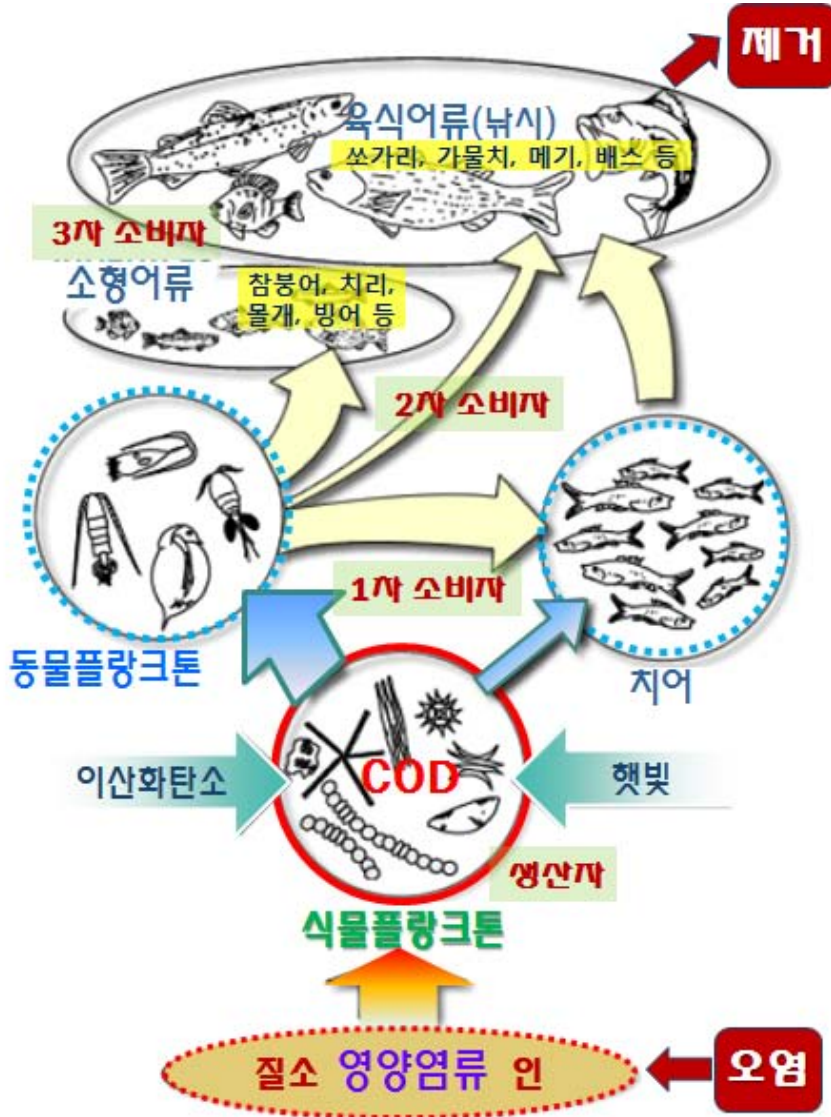 제거
육식어류(낚시)
쏘가리, 가물치, 메기, 배스 등
3차 소비자
소형어류
참붕어, 치리,
몰개, 빙어 등
2차 소비자
1차 소비자
동물플랑크톤
치어
이산화탄소
COD
햇빛
생산자
식물플랑크톤
질소 영양염류 인
오염